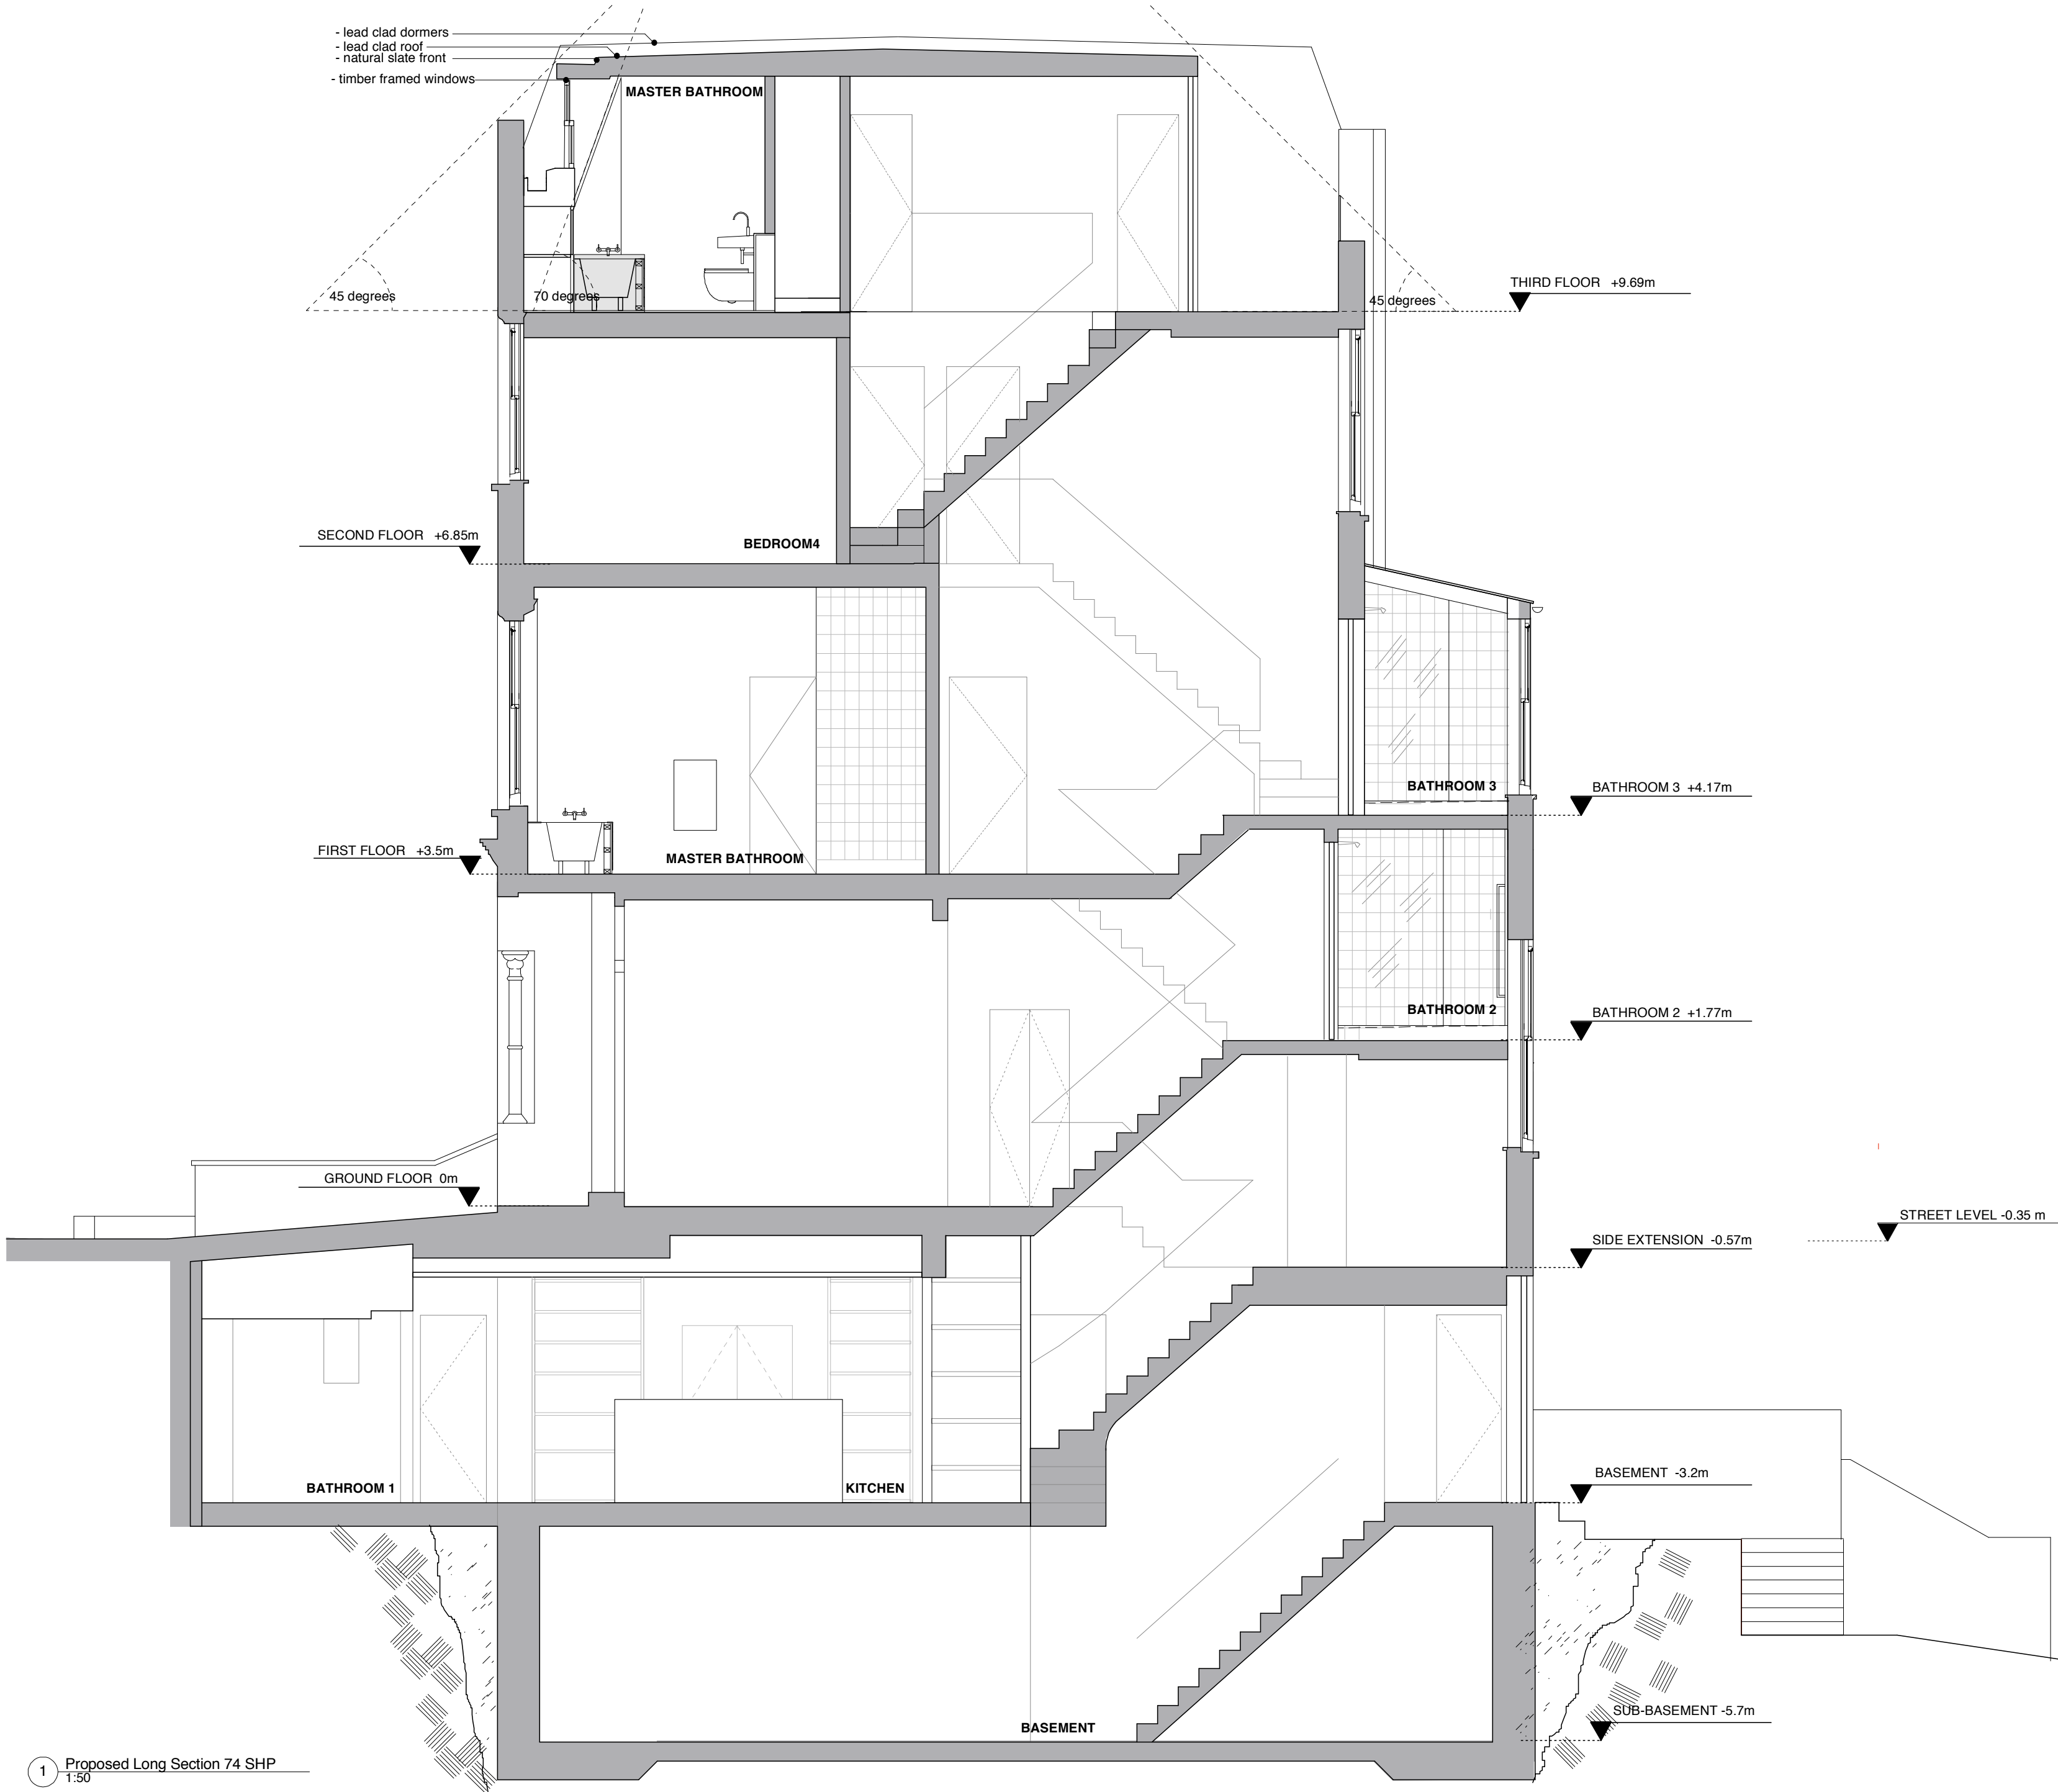 - lead clad dormers
- lead clad roof
- natural slate front
- timber framed windows
MASTER BATHROOM
45 degrees
70 degrees
45 degrees
THIRD FLOOR +9.69m
SECOND FLOOR +6.85m
BEDROOM4
BATHROOM 3
BATHROOM 3 +4.17m
FIRST FLOOR +3.5m
MASTER BATHROOM
BATHROOM 2
BATHROOM 2 +1.77m
GROUND FLOOR 0m
STREET LEVEL -0.35 m
SIDE EXTENSION -0.57m
BASEMENT -3.2m
BATHROOM 1
KITCHEN
SUB-BASEMENT -5.7m
BASEMENT
1 Proposed Long Section 74 SHP
1:50